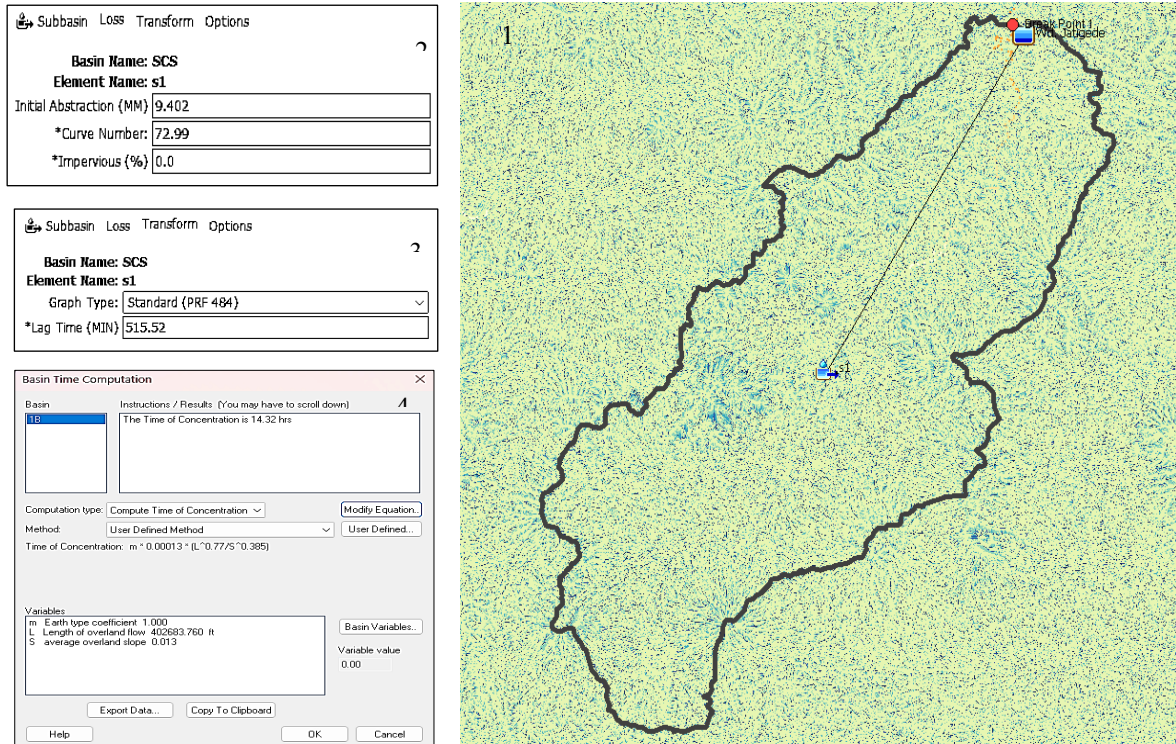 Subbasin Loss Transform Options
Basin Name: SCS
Element Name: s1
Initial Abstraction (MM) 9.402
*Curve Number: 72.99
*Impervious (%) 0.0
Subbasin Loss Transform Options
Basin Name: SCS
Element Name: s1
Graph Type: Standard (PRF 484)
*Lag Time (MIN) 515.52
Basin Time Computation
Basin
Instructions / Results (You may have to scroll down)
1B
The Time of Concentration is 14.32 hrs
Computation type: Compute Time of Concentration
Modify Equation..
Method: User Defined Method
User Defined...
Time of Concentration: m * 0.00013 * (L^0.77/S^0.385)
Variables
m Earth type coefficient 1.000
L Length of overland flow 402683.760 ft
S average overland slope 0.013
Basin Variables..
Variable value
0.00
Export Data...
Copy To Clipboard
Help
OK
Cancel
1
Break Point 1
Jatigede
s1